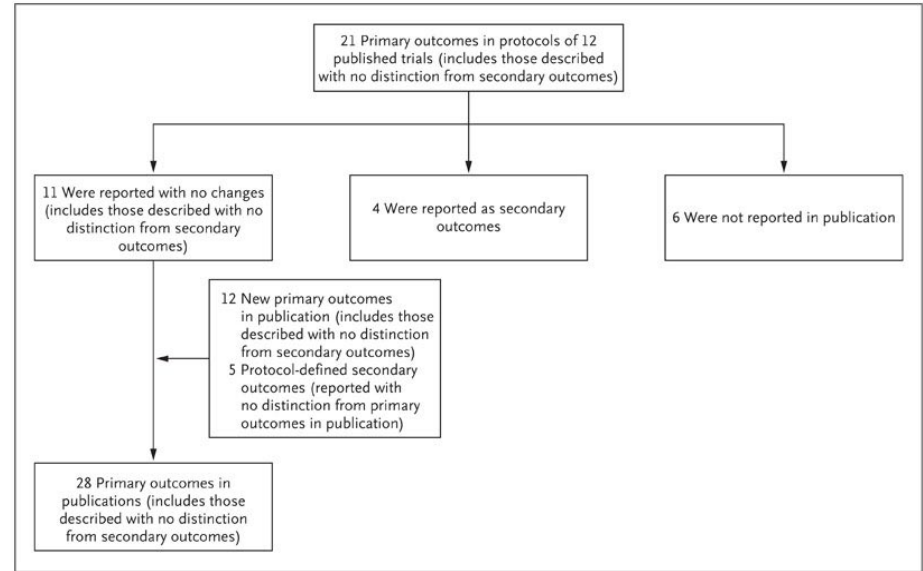 21 Primary outcomes in protocols of 12
published trials (includes those
described with no distinction from
secondary outcomes)
11 Were reported with no changes
(includes those described with no
distinction from secondary
outcomes)
4 Were reported as secondary
outcomes
6 Were not reported in publication
12 New primary outcomes
in publication (includes those
described with no distinction
from secondary outcomes)
5 Protocol-defined secondary
outcomes (reported with
no distinction from primary
outcomes in publication)
28 Primary outcomes in
publications (includes those
described with no distinction
from secondary outcomes)